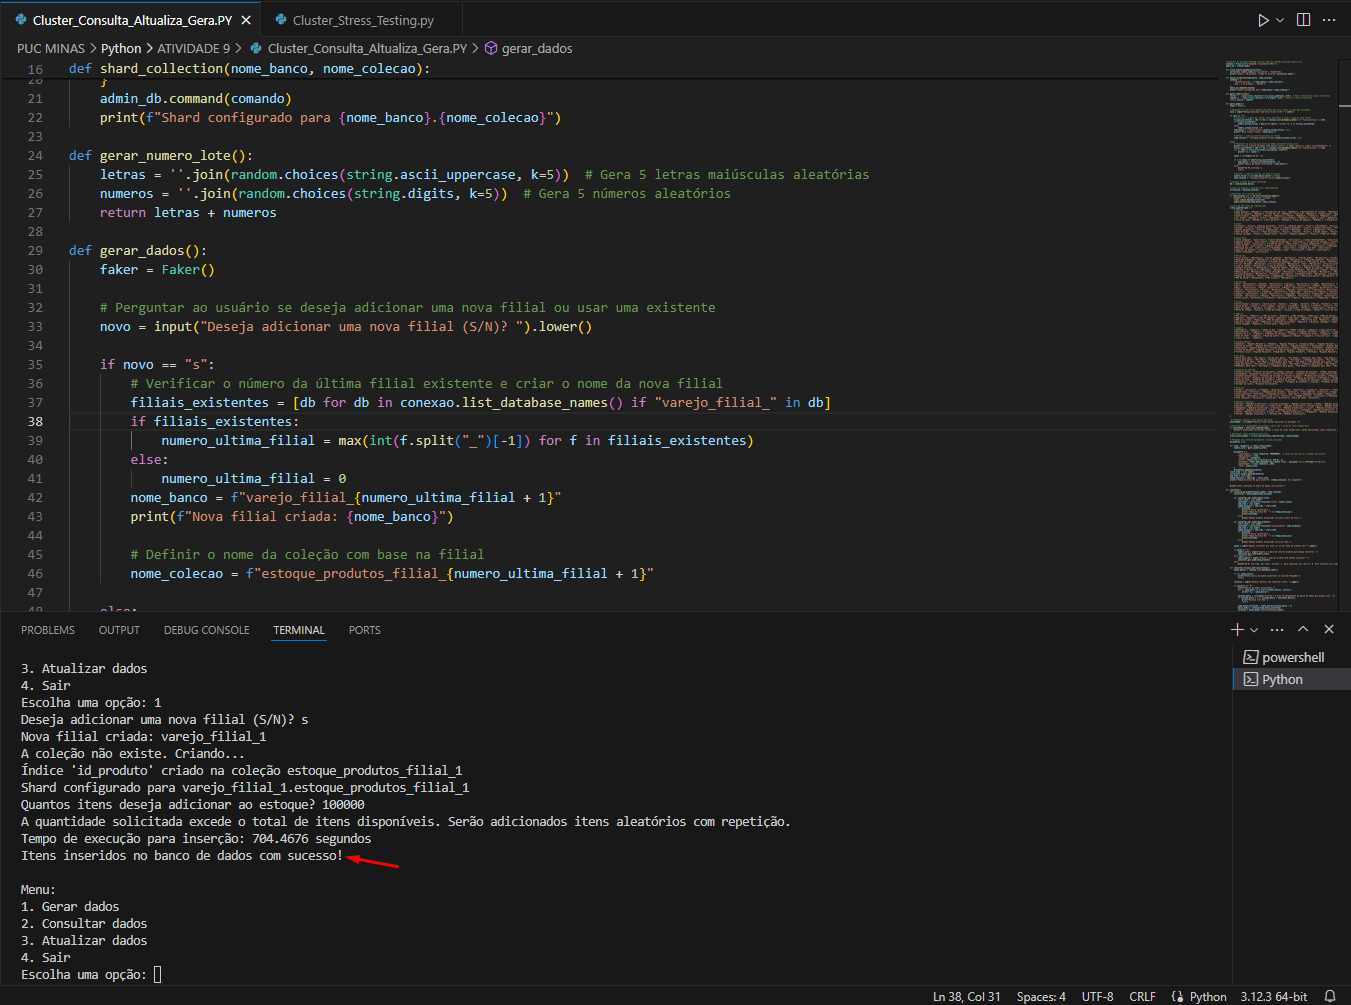 Cluster_Consulta_Altualiza_Gera.PY
Cluster_Stress_Testing.py
PUC MINAS > Python > ATIVIDADE 9 > Cluster_Consulta_Altualiza_Gera.PY > gerar_dados
16 def shard_collection(nome_banco, nome_colecao):
20 }
21 admin_db.command(comando)
22 print(f"Shard configurado para {nome_banco}.{nome_colecao}")
23
24 def gerar_numero_lote():
25 letras = ''.join(random.choices(string.ascii_uppercase, k=5))  # Gera 5 letras maiúsculas aleatórias
26 numeros = ''.join(random.choices(string.digits, k=5))  # Gera 5 números aleatórios
27 return letras + numeros
28
29 def gerar_dados():
30 faker = Faker()
31
32 # Perguntar ao usuário se deseja adicionar uma nova filial ou usar uma existente
33 novo = input("Deseja adicionar uma nova filial (S/N)? ").lower()
34
35 if novo == "s":
36 # Verificar o número da última filial existente e criar o nome da nova filial
37 filiais_existentes = [db for db in conexao.list_database_names() if "varejo_filial_" in db]
38 if filiais_existentes:
39 numero_ultima_filial = max(int(f.split("_")[-1]) for f in filiais_existentes)
40 else:
41 numero_ultima_filial = 0
42 nome_banco = f"varejo_filial_{numero_ultima_filial + 1}"
43 print(f"Nova filial criada: {nome_banco}")
44
45 # Definir o nome da coleção com base na filial
46 nome_colecao = f"estoque_produtos_filial_{numero_ultima_filial + 1}"
47
48 else:
PROBLEMS OUTPUT DEBUG CONSOLE TERMINAL PORTS
powershell
Python
3. Atualizar dados
4. Sair
Escolha uma opção: 1
Deseja adicionar uma nova filial (S/N)? s
Nova filial criada: varejo_filial_1
A coleção não existe. Criando...
Índice 'id_produto' criado na coleção estoque_produtos_filial_1
Shard configurado para varejo_filial_1.estoque_produtos_filial_1
Quantos itens deseja adicionar ao estoque? 100000
A quantidade solicitada excede o total de itens disponíveis. Serão adicionados itens aleatórios com repetição.
Tempo de execução para inserção: 704.4676 segundos
Itens inseridos no banco de dados com sucesso!
Menu:
1. Gerar dados
2. Consultar dados
3. Atualizar dados
4. Sair
Escolha uma opção:
Ln 38, Col 31 Spaces: 4 UTF-8 CRLF Python 3.12.3 64-bit